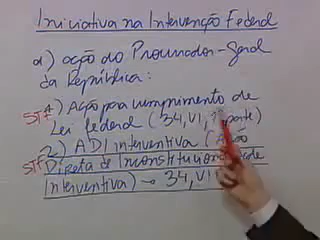 Iniciativa na Intervenção Federal
a) ação do Procurador-Geral
da República:
STF 1) Ação para cumprimento de
Lei federal (34, VI, 1ª parte)
STF 2) ADI interventiva (Ação
Direta de Inconstitucionalidade
Interventiva) → 34, VII